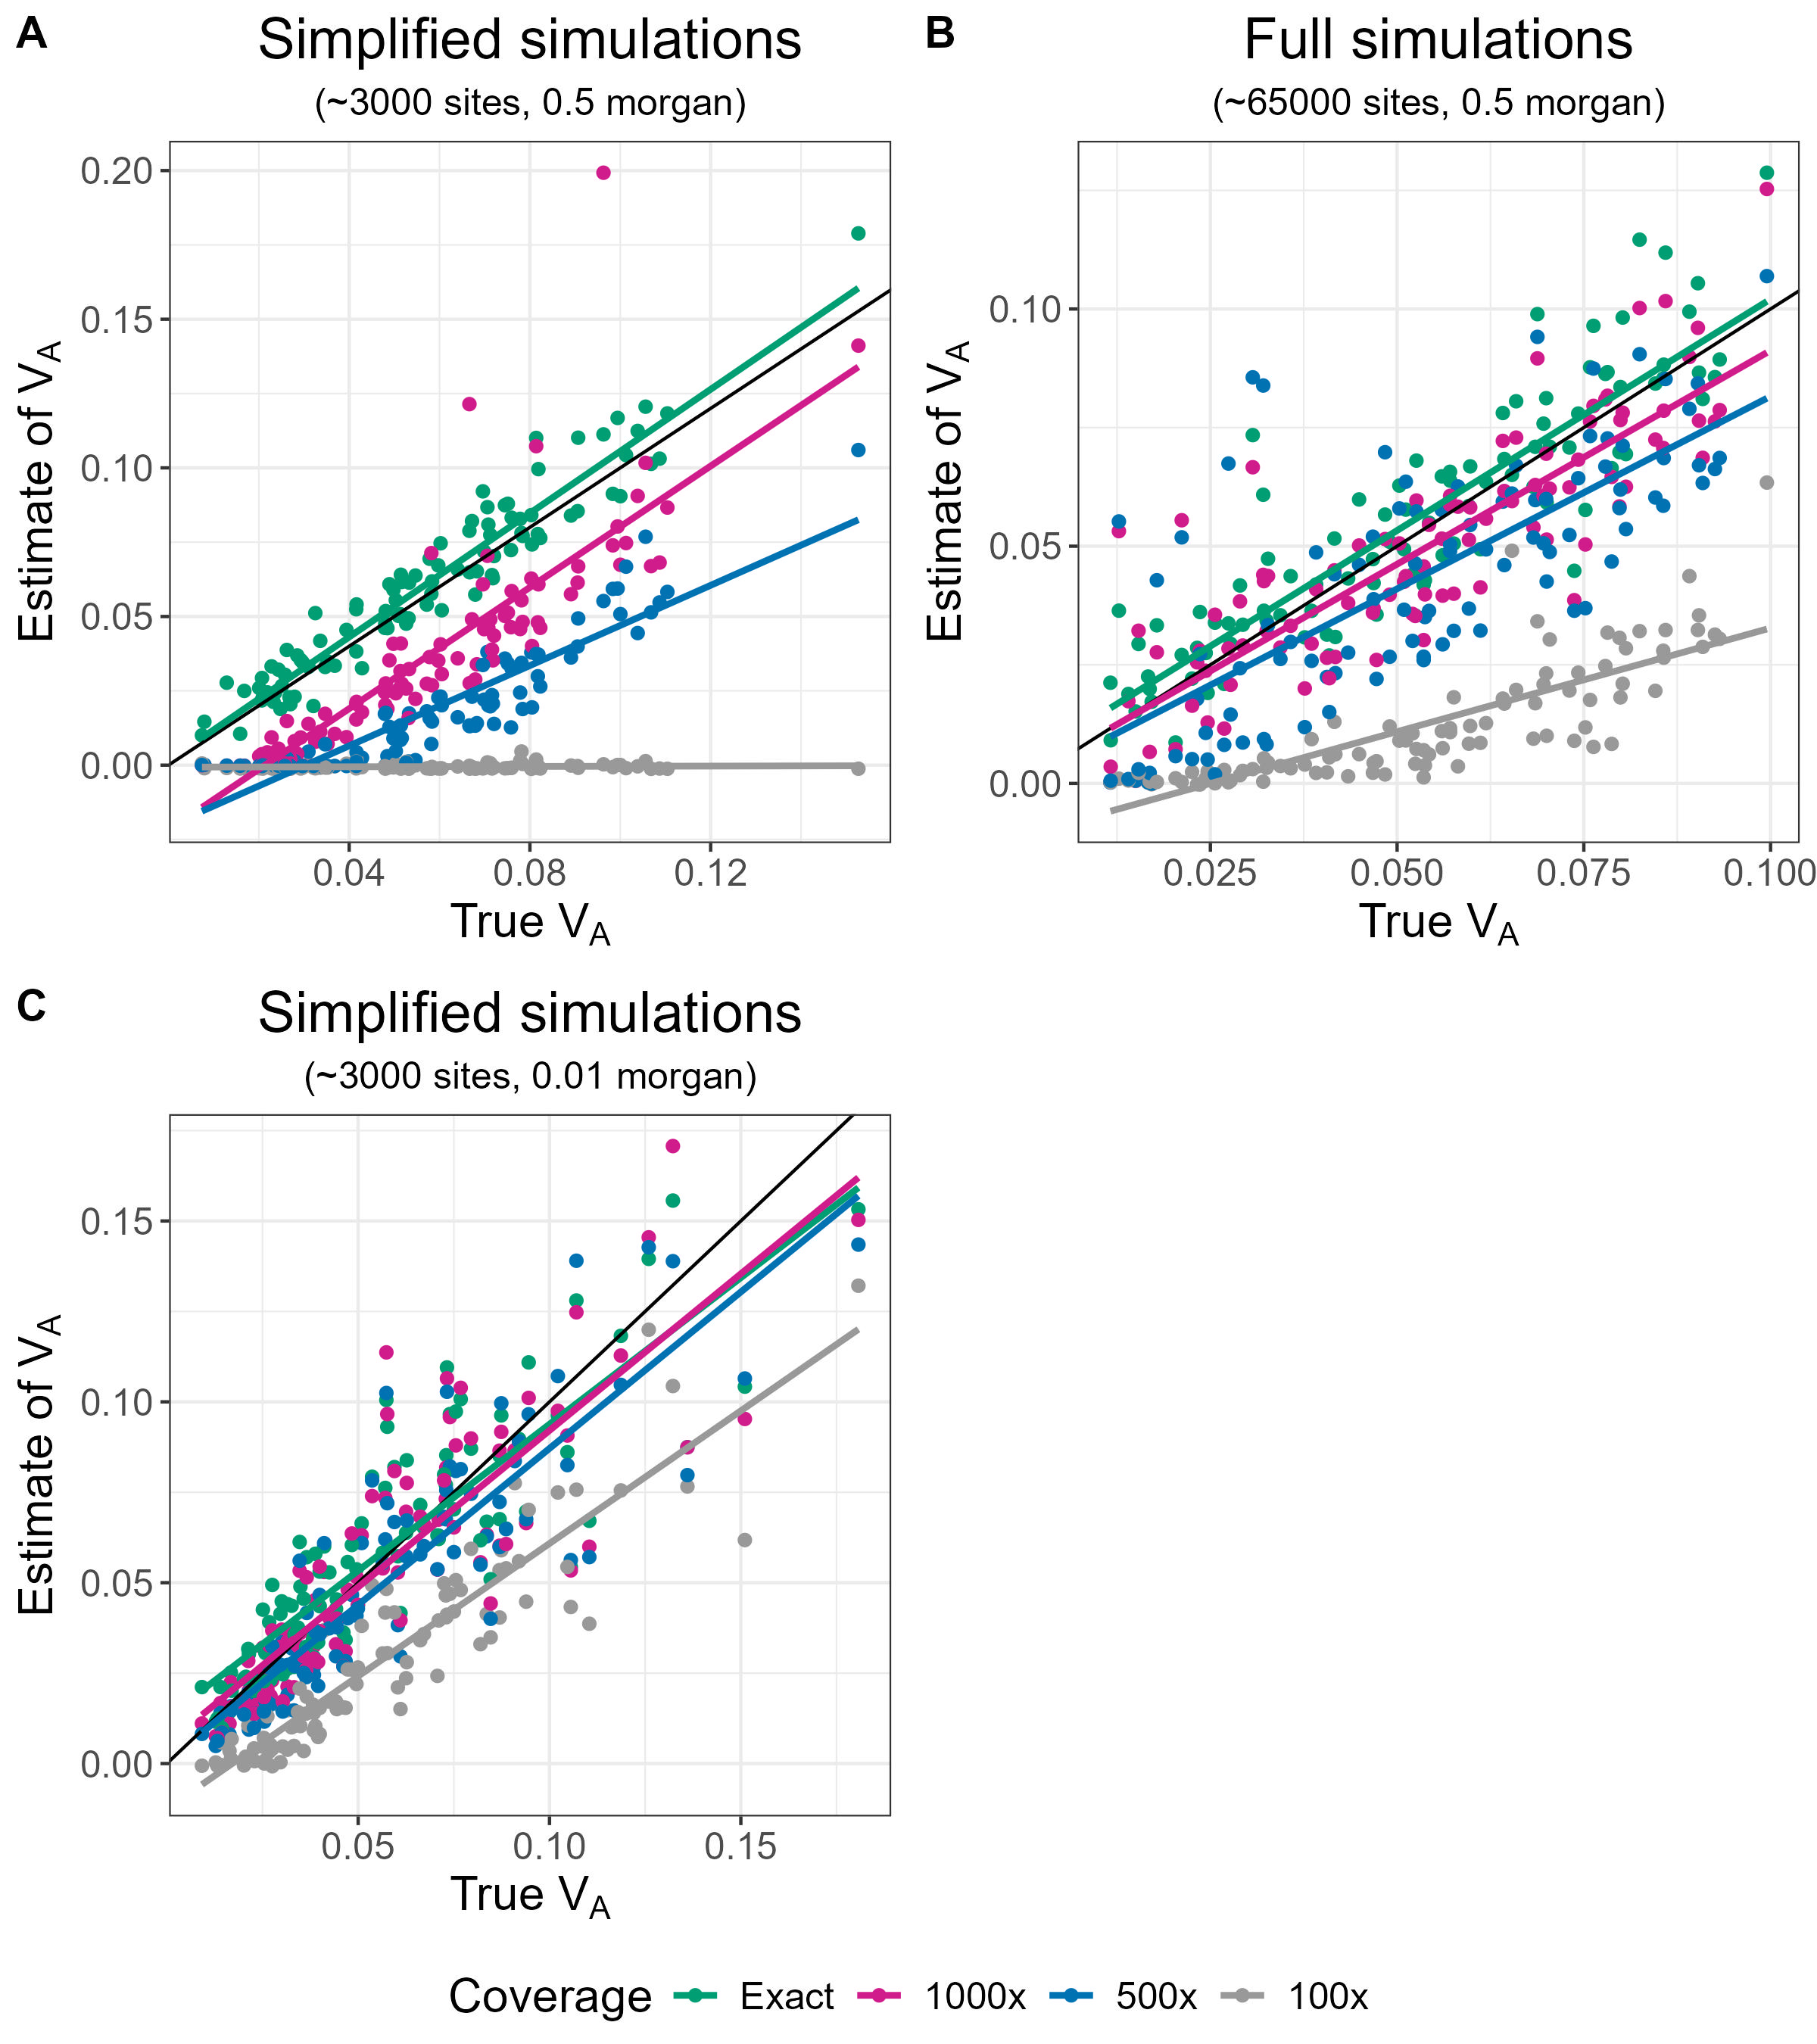 A
Simplified simulations
(~3000 sites, 0.5 morgan)
Estimate of VA
0.20
0.15
0.10
0.05
0.00
0.04 0.08 0.12
True VA
B
Full simulations
(~65000 sites, 0.5 morgan)
Estimate of VA
0.10
0.05
0.00
0.025 0.050 0.075 0.100
True VA
C
Simplified simulations
(~3000 sites, 0.01 morgan)
Estimate of VA
0.15
0.10
0.05
0.00
0.05 0.10 0.15
True VA
Coverage Exact 1000x 500x 100x